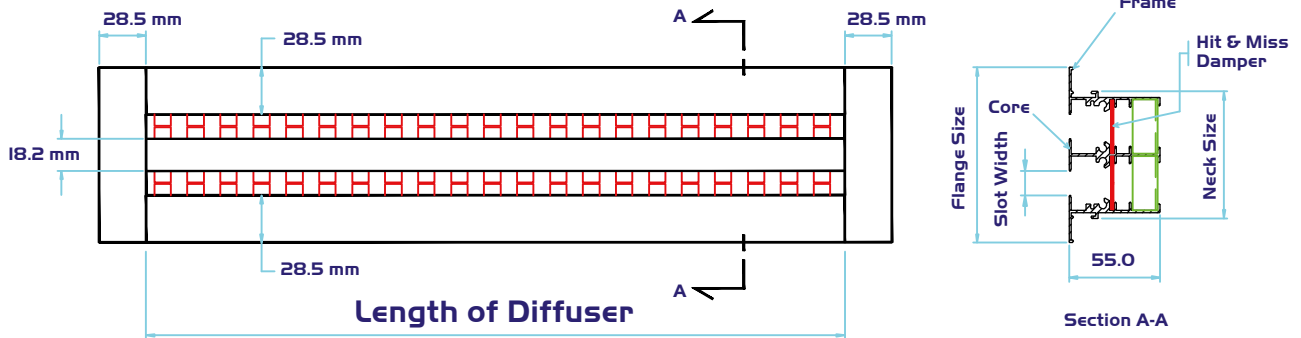 28.5 mm
A
28.5 mm
Frame
28.5 mm
Hit & Miss
Damper
Core
18.2 mm
Flange Size
Slot Width
Neck Size
28.5 mm
55.0
A
Length of Diffuser
Section A-A